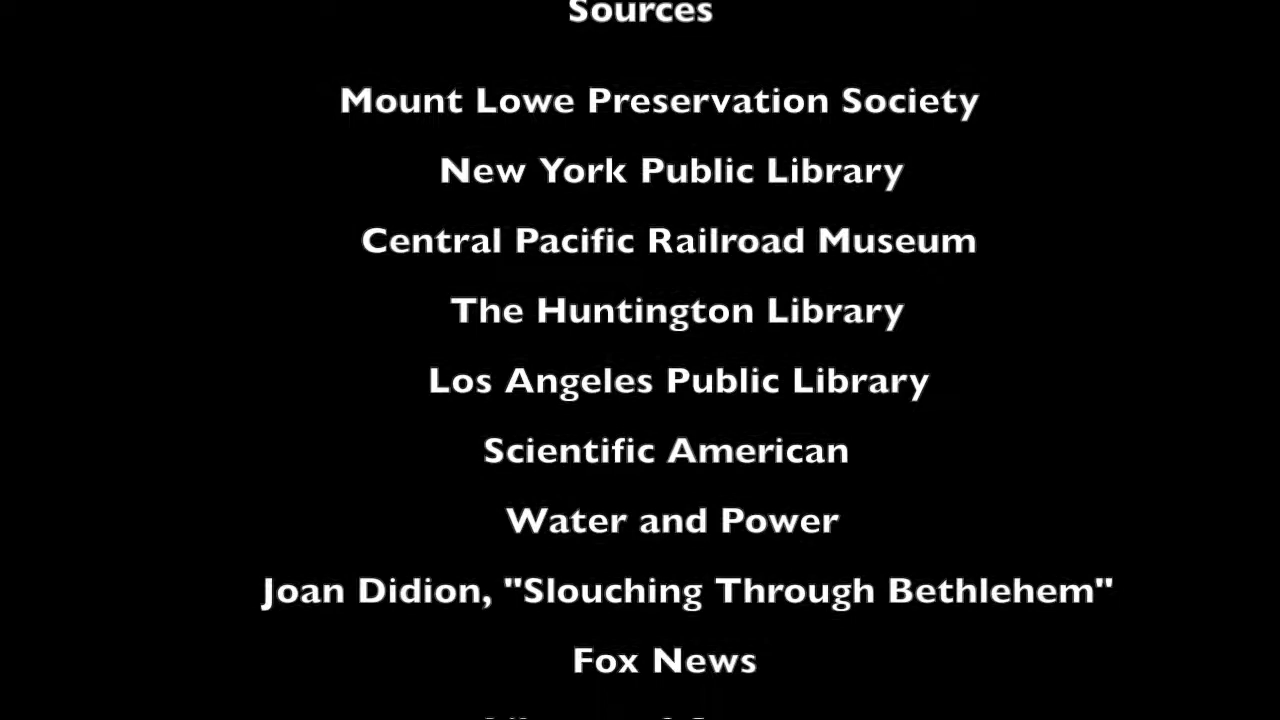 Sources
Mount Lowe Preservation Society
New York Public Library
Central Pacific Railroad Museum
The Huntington Library
Los Angeles Public Library
Scientific American
Water and Power
Joan Didion, "Slouching Through Bethlehem"
Fox News